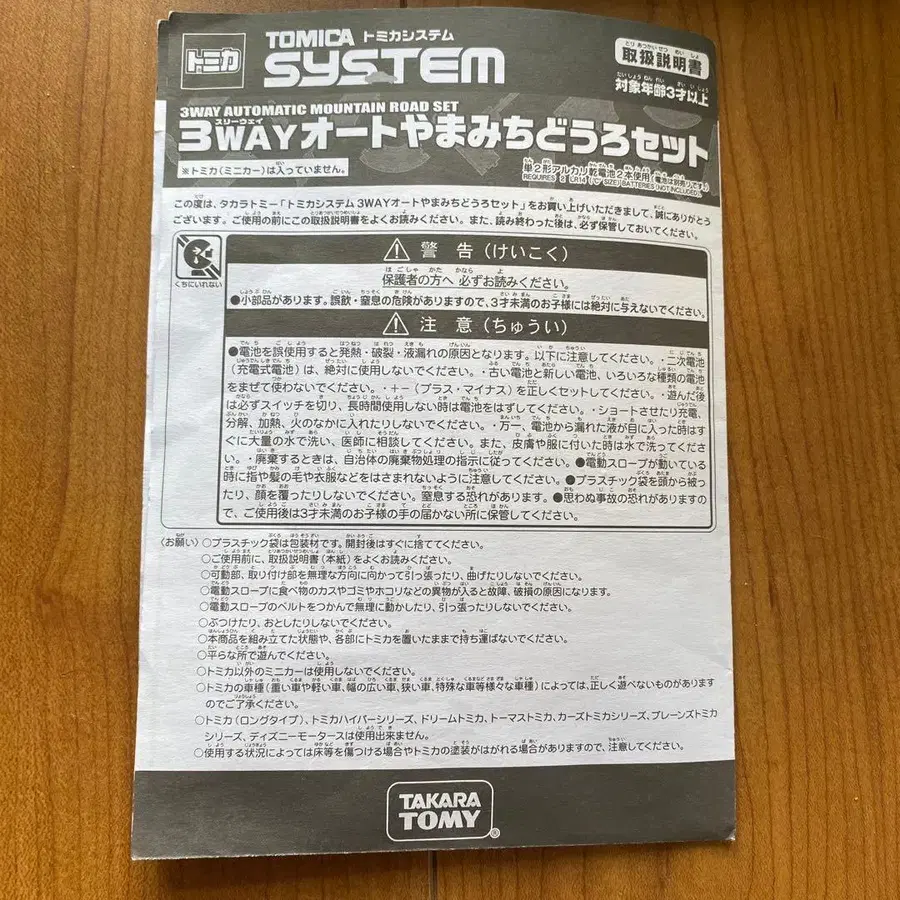 トミカ
TOMICA トミカシステム
SYSTEM
取扱説明書
対象年齢3才以上
3WAY AUTOMATIC MOUNTAIN ROAD SET
3WAYオートやまみちどうろセット
※トミカ(ミニカー)は入っていません。
単2形アルカリ乾電池2本使用(電池は別売りです。)
REQUIRES 2 LR14 ("C" SIZE) BATTERIES (NOT INCLUDED).
この度は、タカラトミー「トミカシステム 3WAYオートやまみちどうろセット」をお買い上げいただきまして、誠にありがとう
ございます。ご使用の前にこの取扱説明書をよくお読みください。また、読み終わった後は、必ず保管しておいてください。
くちにいれない
警告(けいこく)
保護者の方へ 必ずお読みください。
●小部品があります。誤飲・窒息の危険がありますので、3才未満のお子様には絶対に与えないでください。
注意(ちゅうい)
●電池を誤使用すると発熱・破裂・液漏れの原因となります。以下に注意してください。・二次電池
(充電式電池)は、絶対に使用しないでください。・古い電池と新しい電池、いろいろな種類の電池
をまぜて使わないでください。・+−(プラス・マイナス)を正しくセットしてください。・遊んだ後
は必ずスイッチを切り、長時間使用しない時は電池をはずしてください。・ショートさせたり充電、
分解、加熱、火のなかに入れたりしないでください。・万一、電池から漏れた液が目に入った時はす
ぐに大量の水で洗い、医師に相談してください。また、皮膚や服に付いた時は水で洗ってくださ
い。・廃棄するときは、自治体の廃棄物処理の指示に従ってください。●電動スロープが動いている
時に指や髪の毛や衣服などをはさまれないように注意してください。●プラスチック袋を頭から被っ
たり、顔を覆ったりしないでください。窒息する恐れがあります。●思わぬ事故の恐れがありますの
で、ご使用後は3才未満のお子様の手の届かない所に保管してください。
〈お願い〉○プラスチック袋は包装材です。開封後はすぐに捨ててください。
○ご使用前に、取扱説明書(本紙)をよくお読みください。
○可動部、取り付け部を無理な方向に向かって引っ張ったり、曲げたりしないでください。
○電動スロープに食べ物のカスやゴミやホコリなどの異物が入ると故障、破損の原因になります。
○電動スロープのベルトをつかんで無理に動かしたり、引っ張りしないでください。
○ぶつけたり、おとしたりしないでください。
○本商品を組み立てた状態や、各部にトミカを置いたままで持ち運ばないでください。
○平らな所で遊んでください。
○トミカ以外のミニカーは使用しないでください。
○トミカの車種(重い車や軽い車、幅の広い車、狭い車、特殊な車等様々な車種)によっては、正しく遊べないものがあります
のでご了承ください。
○トミカ(ロングタイプ)、トミカハイパーシリーズ、ドリームトミカ、トーマストミカ、カーズトミカシリーズ、プレーンズトミカ
シリーズ、ディズニーモータースは使用出来ません。
○使用する状況によっては床等を傷つける場合やトミカの塗装がはがれる場合がありますので、注意してください。
TAKARA
TOMY®